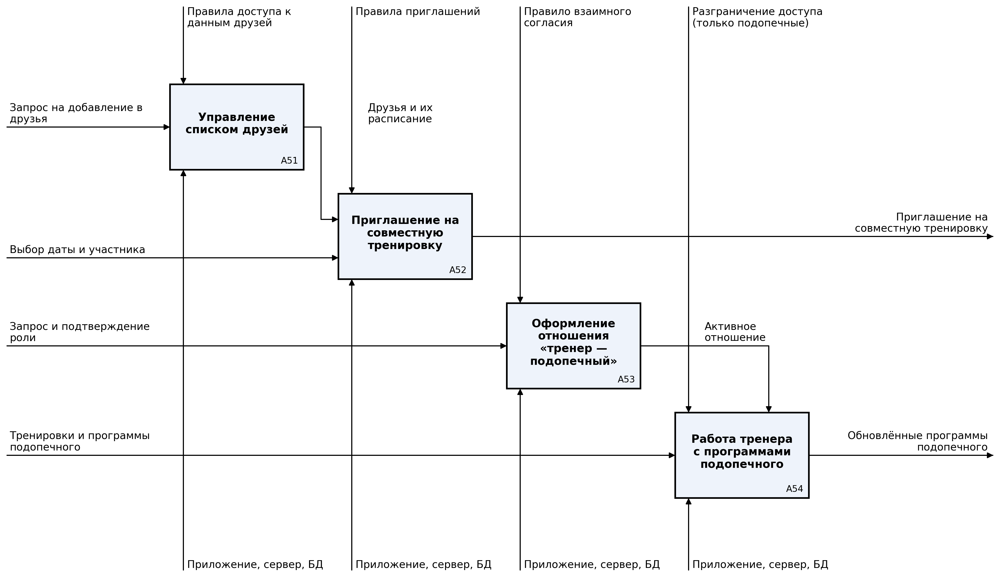 Правила доступа к
данным друзей
Правила приглашений
Правило взаимного
согласия
Разграничение доступа
(только подопечные)
Запрос на добавление в
друзья
Управление
списком друзей
A51
Друзья и их
расписание
Приглашение на
совместную
тренировку
A52
Приглашение на
совместную тренировку
Выбор даты и участника
Запрос и подтверждение
роли
Оформление
отношения
«тренер —
подопечный»
A53
Активное
отношение
Тренировки и программы
подопечного
Работа тренера
с программами
подопечного
A54
Обновлённые программы
подопечного
Приложение, сервер, БД
Приложение, сервер, БД
Приложение, сервер, БД
Приложение, сервер, БД